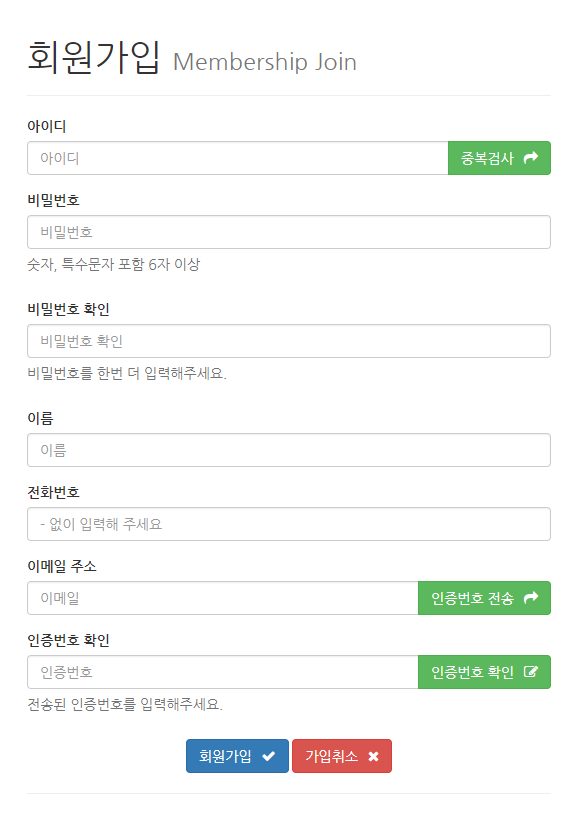 회원가입 Membership Join
아이디
아이디 중복검사
비밀번호
비밀번호
숫자, 특수문자 포함 6자 이상
비밀번호 확인
비밀번호 확인
비밀번호를 한번 더 입력해주세요.
이름
이름
전화번호
- 없이 입력해 주세요
이메일 주소
이메일 인증번호 전송
인증번호 확인
인증번호 인증번호 확인
전송된 인증번호를 입력해주세요.
회원가입 가입취소